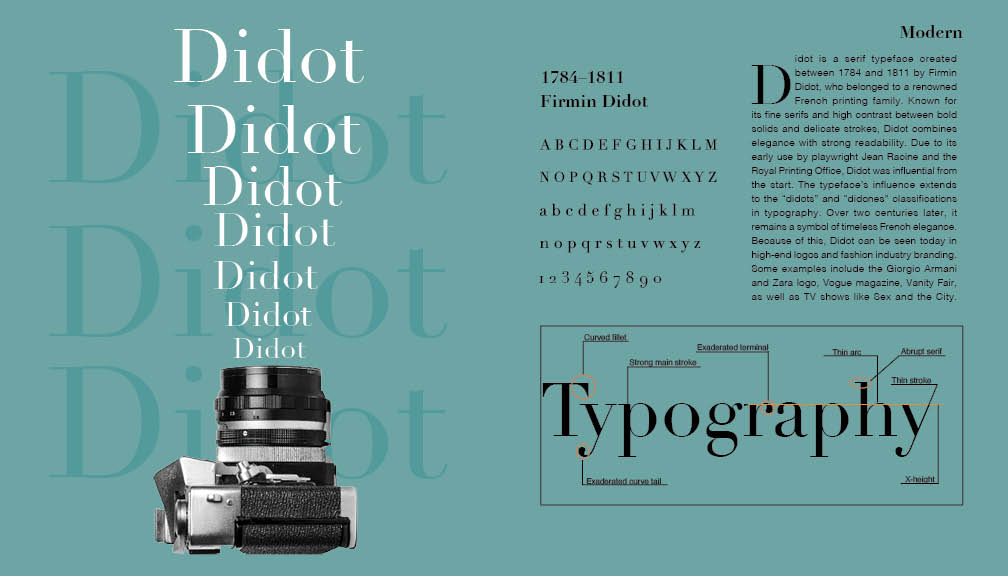 Didot
Didot
Didot
Didot
Didot
Didot
Didot
Didot
Didot
Didot
1784–1811
Firmin Didot
A B C D E F G H I J K L M
N O P Q R S T U V W X Y Z
a b c d e f g h i j k l m
n o p q r s t u v w x y z
1 2 3 4 5 6 7 8 9 0
Modern
Didot is a serif typeface created
between 1784 and 1811 by Firmin
Didot, who belonged to a renowned
French printing family. Known for
its fine serifs and high contrast between bold
solids and delicate strokes, Didot combines
elegance with strong readability. Due to its
early use by playwright Jean Racine and the
Royal Printing Office, Didot was influential from
the start. The typeface's influence extends
to the "didots" and "didones" classifications
in typography. Over two centuries later, it
remains a symbol of timeless French elegance.
Because of this, Didot can be seen today in
high-end logos and fashion industry branding.
Some examples include the Giorgio Armani
and Zara logo, Vogue magazine, Vanity Fair,
as well as TV shows like Sex and the City.
Curved fillet
Strong main stroke
Exaderated terminal
Thin arc
Abrupt serif
Thin stroke
Typography
Exaderated curve tail
X-height